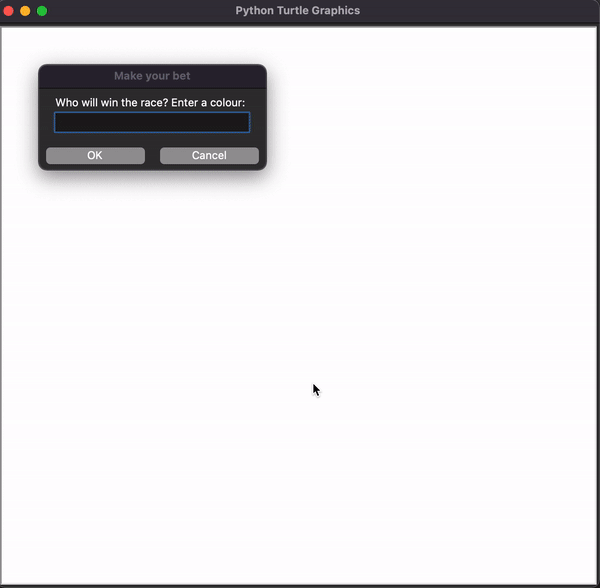 Python Turtle Graphics
Make your bet
Who will win the race? Enter a colour:
OK
Cancel